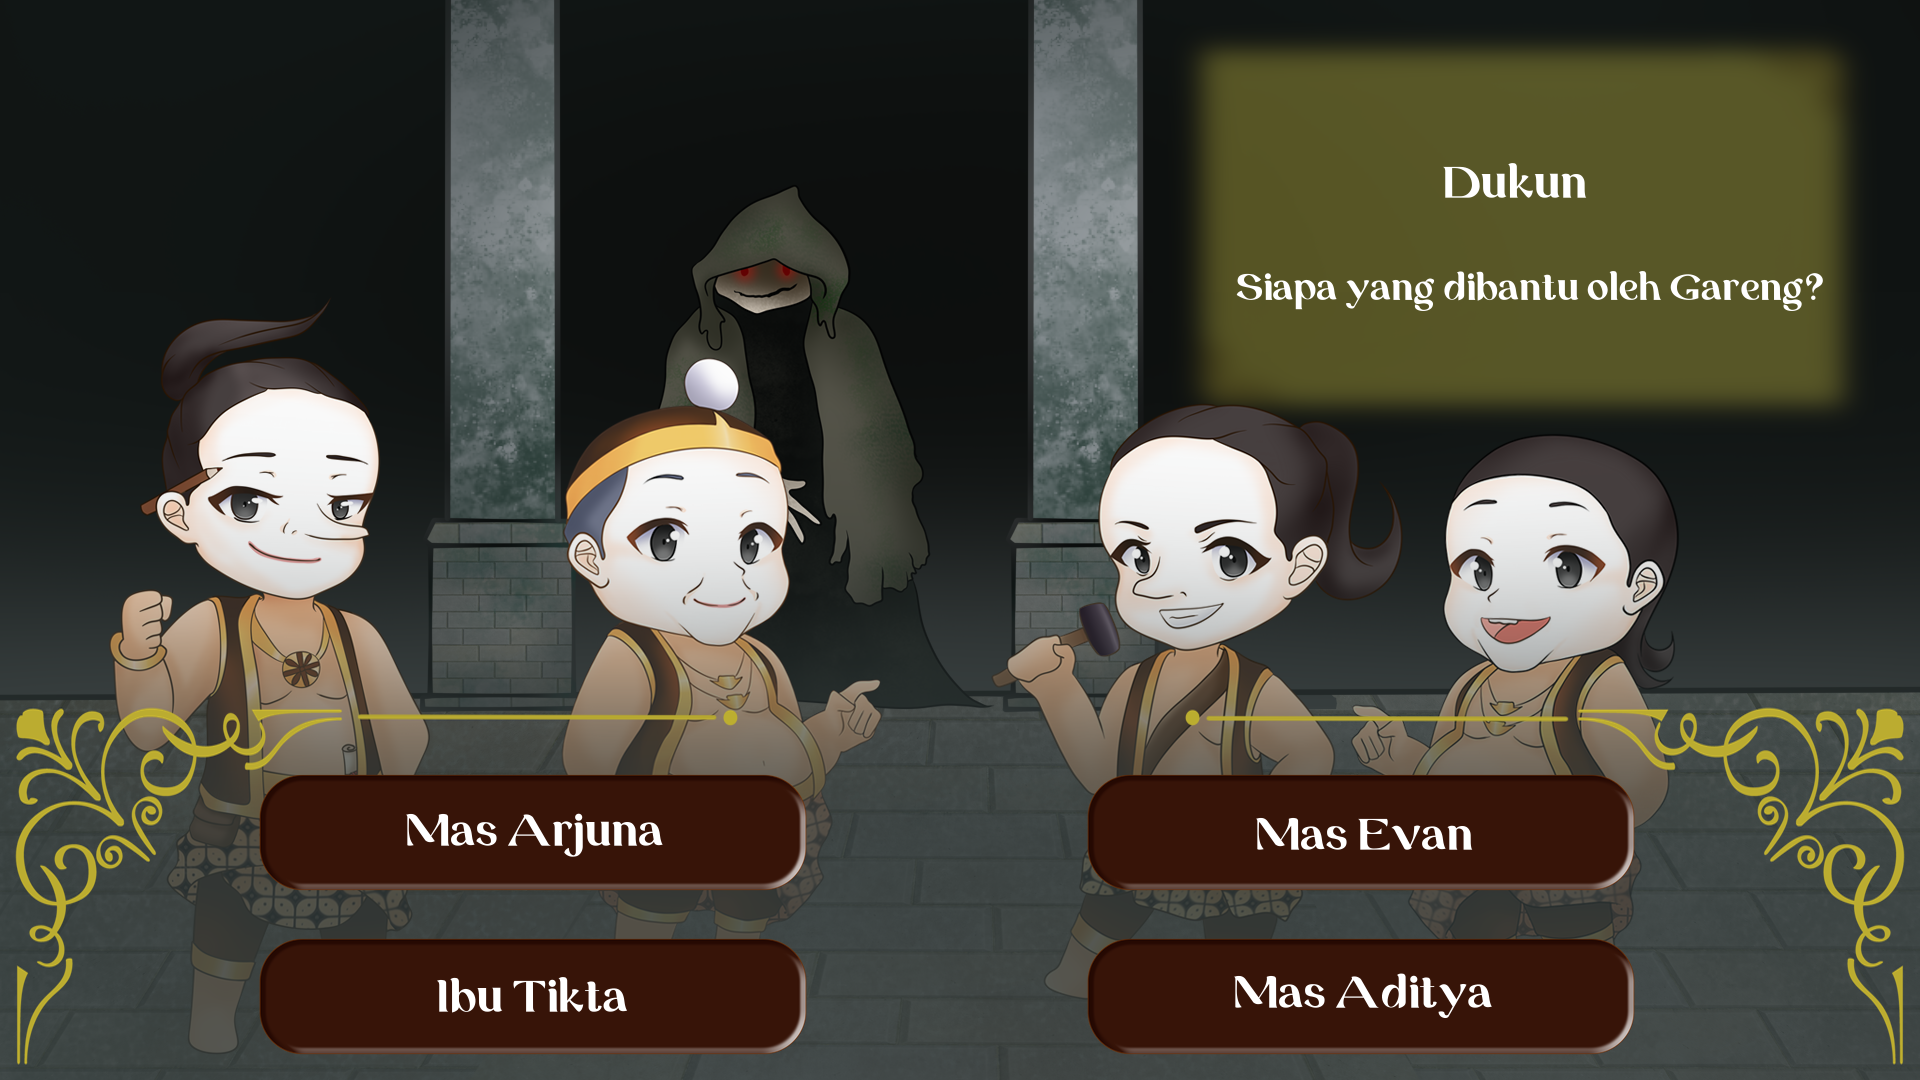 Dukun
Siapa yang dibantu oleh Gareng?
Mas Arjuna
Mas Evan
Ibu Tikta
Mas Aditya